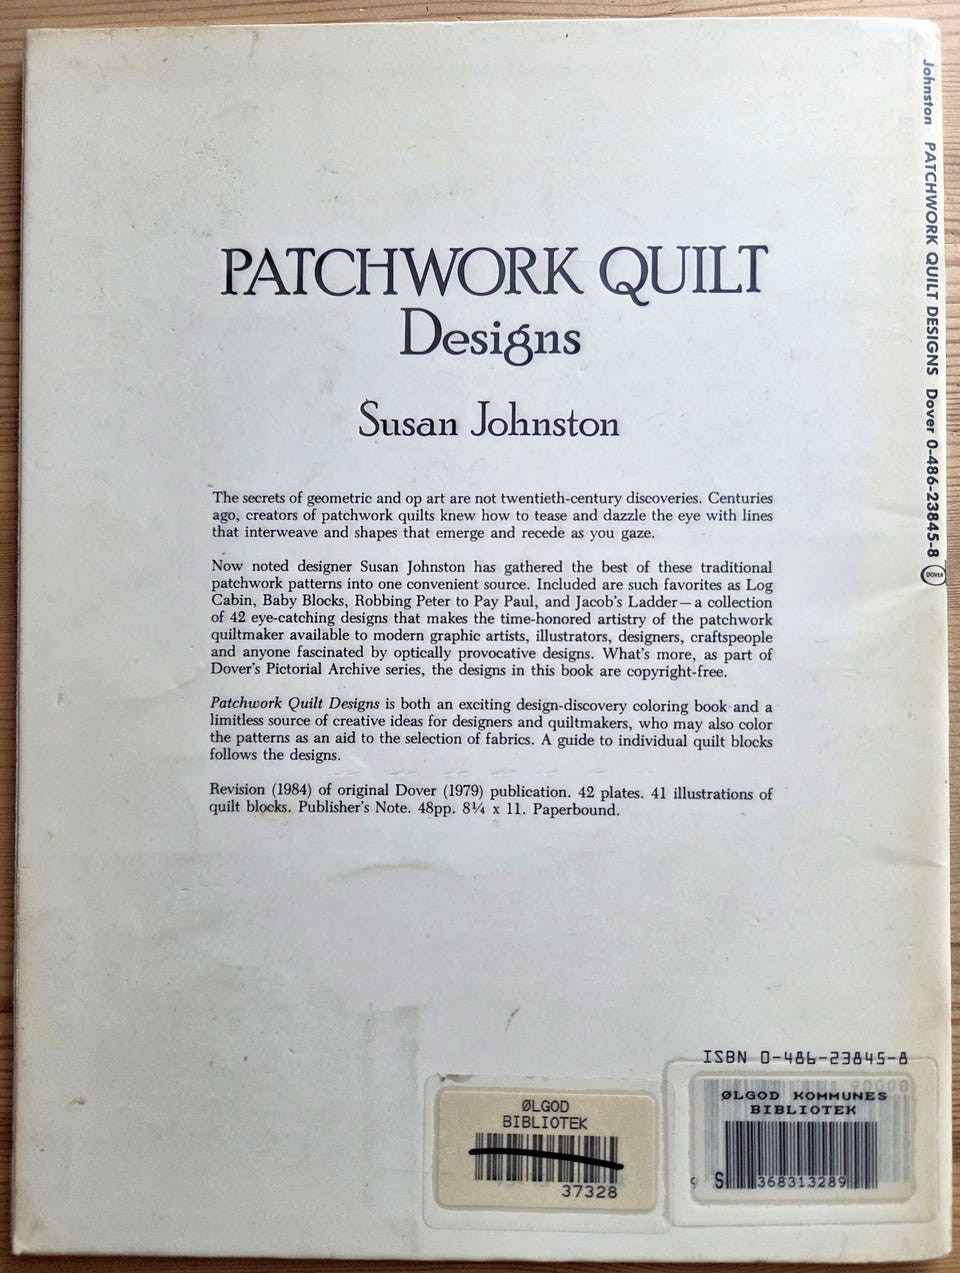 PATCHWORK QUILT
Designs
Susan Johnston
The secrets of geometric and op art are not twentieth-century discoveries. Centuries
ago, creators of patchwork quilts knew how to tease and dazzle the eye with lines
that interweave and shapes that emerge and recede as you gaze.
Now noted designer Susan Johnston has gathered the best of these traditional
patchwork patterns into one convenient source. Included are such favorites as Log
Cabin, Baby Blocks, Robbing Peter to Pay Paul, and Jacob's Ladder—a collection
of 42 eye-catching designs that makes the time-honored artistry of the patchwork
quiltmaker available to modern graphic artists, illustrators, designers, craftspeople
and anyone fascinated by optically provocative designs. What's more, as part of
Dover's Pictorial Archive series, the designs in this book are copyright-free.
Patchwork Quilt Designs is both an exciting design-discovery coloring book and a
limitless source of creative ideas for designers and quiltmakers, who may also color
the patterns as an aid to the selection of fabrics. A guide to individual quilt blocks
follows the designs.
Revision (1984) of original Dover (1979) publication. 42 plates. 41 illustrations of
quilt blocks. Publisher's Note. 48pp. 8¼ x 11. Paperbound.
Johnston PATCHWORK QUILT DESIGNS Dover 0-486-23845-8
DOVER
ISBN 0-486-23845-8
90000
ØLGOD KOMMUNES
BIBLIOTEK
S 368313289
ØLGOD
BIBLIOTEK
37328